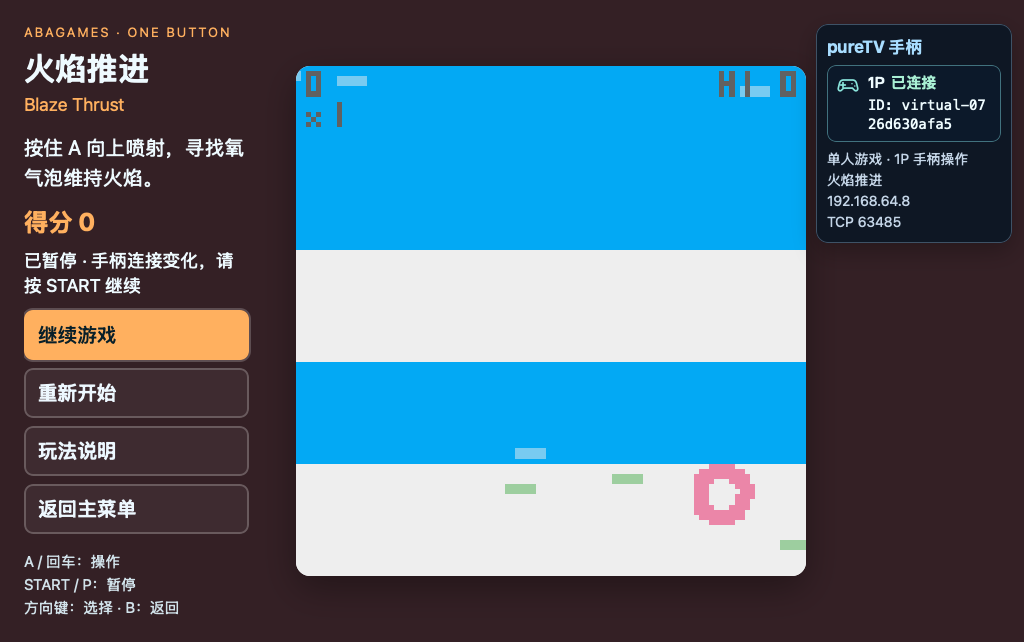 ABAGAMES · ONE BUTTON
火焰推进
Blaze Thrust
按住 A 向上喷射，寻找氧
气泡维持火焰。
得分 0
已暂停 · 手柄连接变化，请
按 START 继续
继续游戏
重新开始
玩法说明
返回主菜单
A / 回车：操作
START / P：暂停
方向键：选择 · B：返回
0
HI 0
x 1
pureTV 手柄
1P 已连接
ID: virtual-07
26d630afa5
单人游戏 · 1P 手柄操作
火焰推进
192.168.64.8
TCP 63485